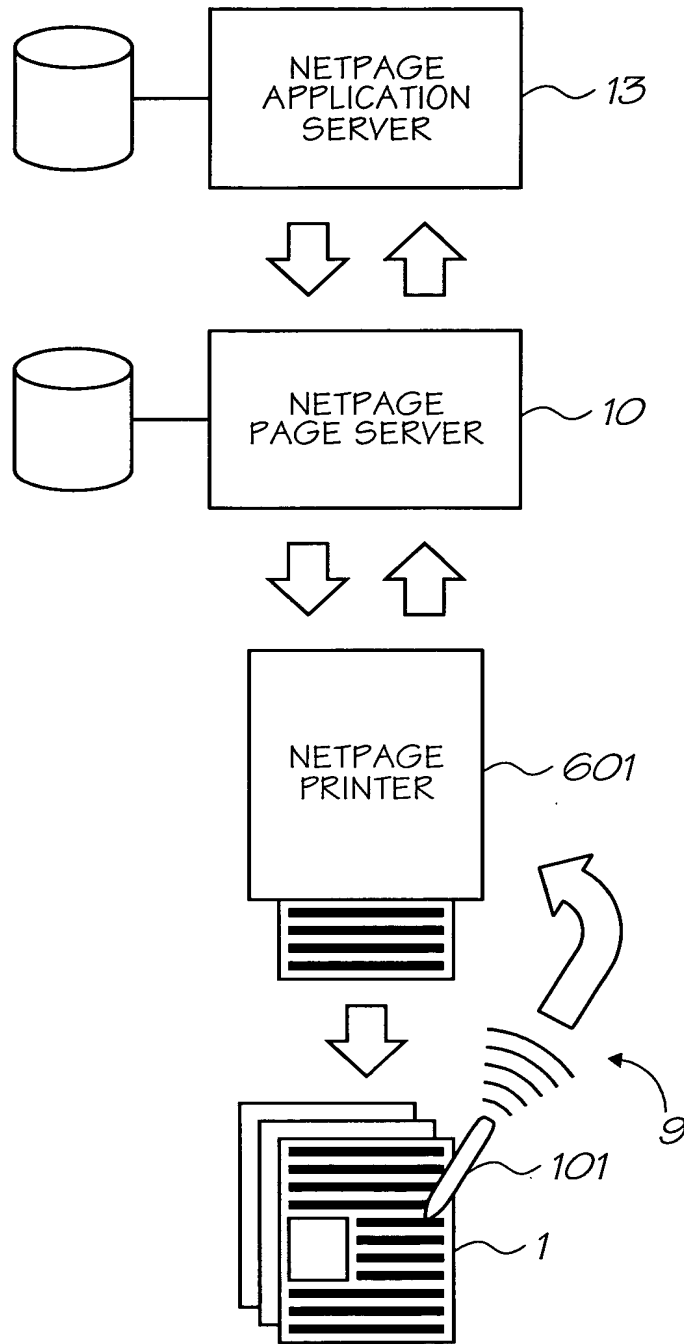 NETPAGE
APPLICATION
SERVER
13
NETPAGE
PAGE SERVER
10
NETPAGE
PRINTER
601
9
101
1